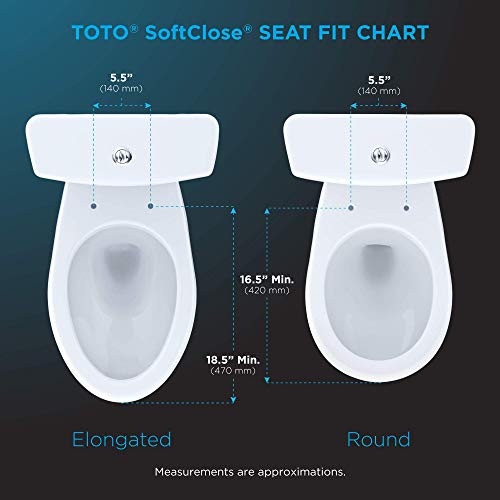 TOTO® SoftClose® SEAT FIT CHART
5.5"
(140 mm)
5.5"
(140 mm)
16.5" Min.
(420 mm)
18.5" Min.
(470 mm)
Elongated
Round
Measurements are approximations.